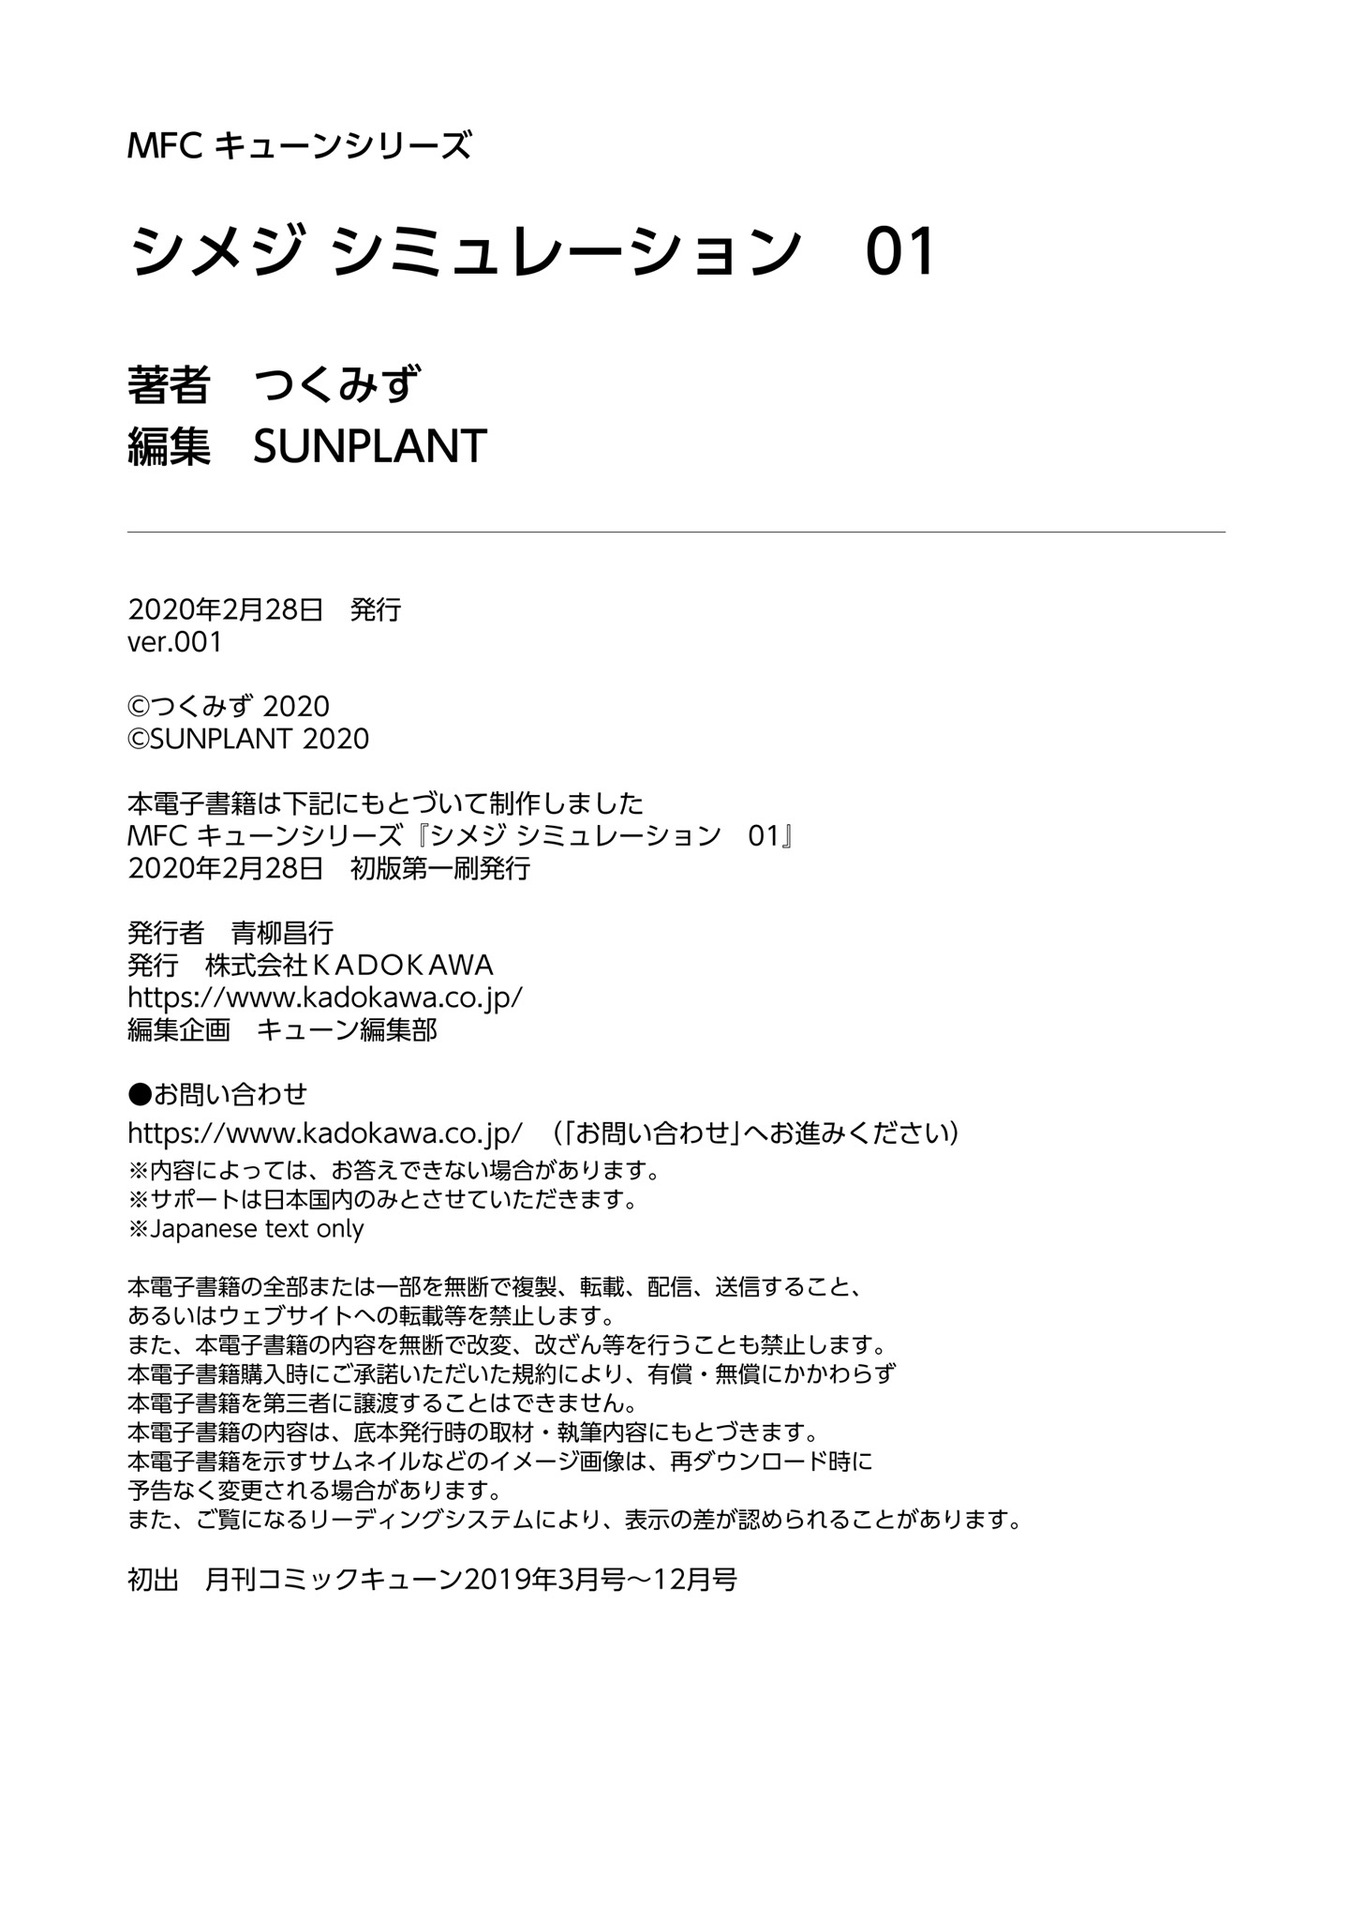 MFC キューンシリーズ
シメジ シミュレーション　01
著者　つくみず
編集　SUNPLANT
2020年2月28日　発行
ver.001
©つくみず 2020
©SUNPLANT 2020
本電子書籍は下記にもとづいて制作しました
MFC キューンシリーズ『シメジ シミュレーション　01』
2020年2月28日　初版第一刷発行
発行者　青柳昌行
発行　株式会社ＫＡＤＯＫＡＷＡ
https://www.kadokawa.co.jp/
編集企画　キューン編集部
●お問い合わせ
https://www.kadokawa.co.jp/　（「お問い合わせ」へお進みください）
※内容によっては、お答えできない場合があります。
※サポートは日本国内のみとさせていただきます。
※Japanese text only
本電子書籍の全部または一部を無断で複製、転載、配信、送信すること、
あるいはウェブサイトへの転載等を禁止します。
また、本電子書籍の内容を無断で改変、改ざん等を行うことも禁止します。
本電子書籍購入時にご承諾いただいた規約により、有償・無償にかかわらず
本電子書籍を第三者に譲渡することはできません。
本電子書籍の内容は、底本発行時の取材・執筆内容にもとづきます。
本電子書籍を示すサムネイルなどのイメージ画像は、再ダウンロード時に
予告なく変更される場合があります。
また、ご覧になるリーディングシステムにより、表示の差が認められることがあります。
初出　月刊コミックキューン2019年3月号～12月号